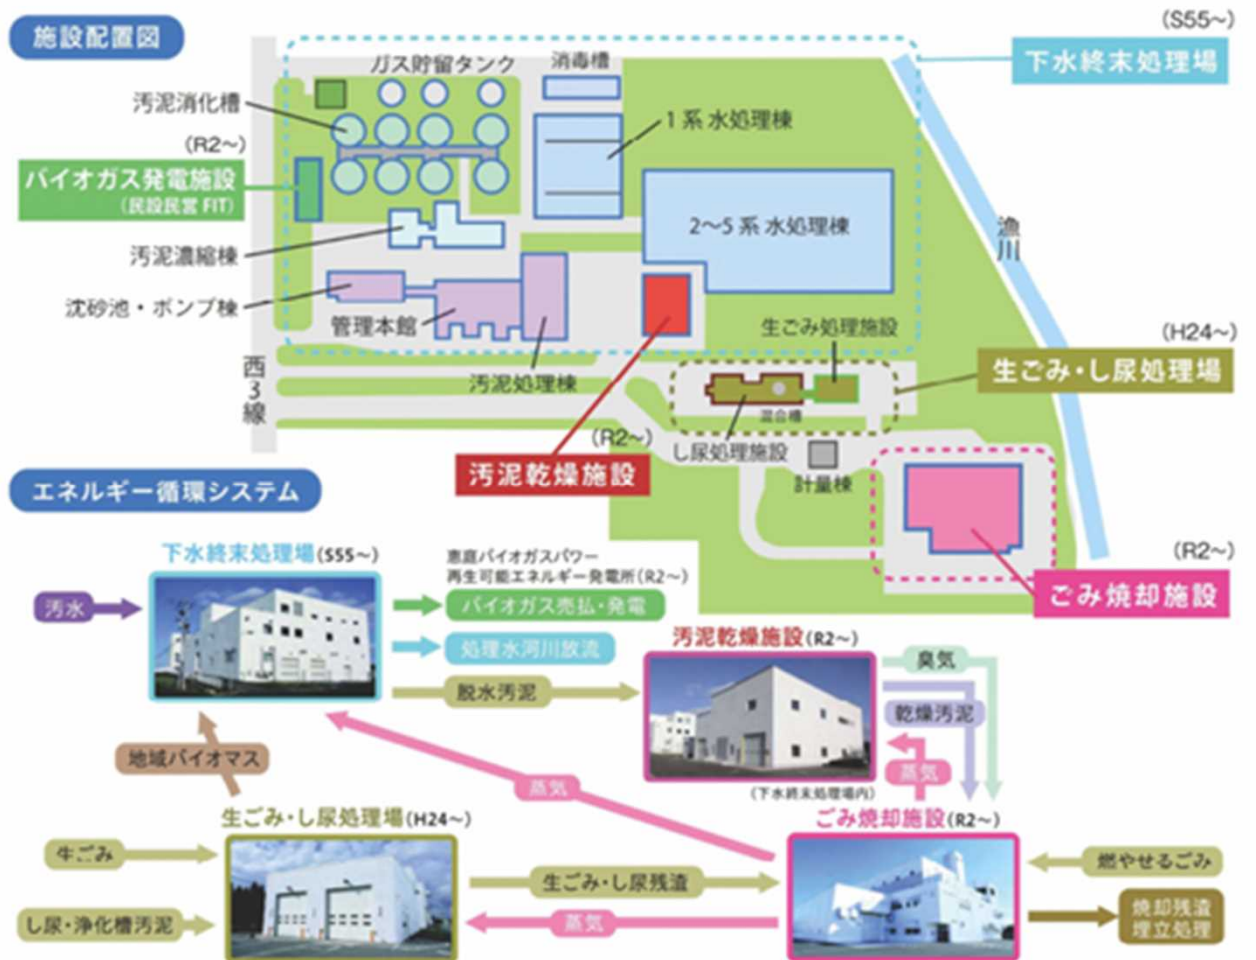 施設配置図
(S55～)
下水終末処理場
ガス貯留タンク
消毒槽
汚泥消化槽
1系 水処理棟
(R2～)
バイオガス発電施設
(民設民営 FIT)
2～5系 水処理棟
漁川
汚泥濃縮棟
沈砂池・ポンプ棟
管理本館
生ごみ処理施設
(H24～)
生ごみ・し尿処理場
西3線
汚泥処理棟
混合槽
(R2～)
し尿処理施設
汚泥乾燥施設
計量棟
エネルギー循環システム
(R2～)
ごみ焼却施設
下水終末処理場(S55～)
恵庭バイオガスパワー
再生可能エネルギー発電所(R2～)
汚水
バイオガス売払・発電
処理水河川放流
汚泥乾燥施設(R2～)
臭気
脱水汚泥
乾燥汚泥
地域バイオマス
蒸気
蒸気
(下水終末処理場内)
生ごみ・し尿処理場(H24～)
ごみ焼却施設(R2～)
生ごみ
生ごみ・し尿残渣
燃やせるごみ
し尿・浄化槽汚泥
蒸気
焼却残渣
埋立処理